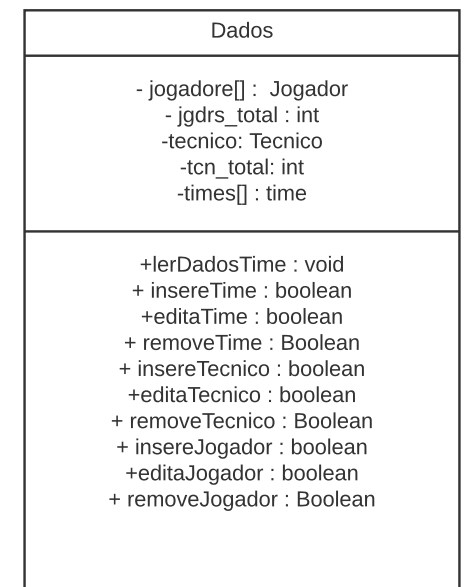 Dados
- jogadore[] :  Jogador
- jgdrs_total : int
-tecnico: Tecnico
-tcn_total: int
-times[] : time
+lerDadosTime : void
+ insereTime : boolean
+editaTime : boolean
+ removeTime : Boolean
+ insereTecnico : boolean
+editaTecnico : boolean
+ removeTecnico : Boolean
+ insereJogador : boolean
+editaJogador : boolean
+ removeJogador : Boolean